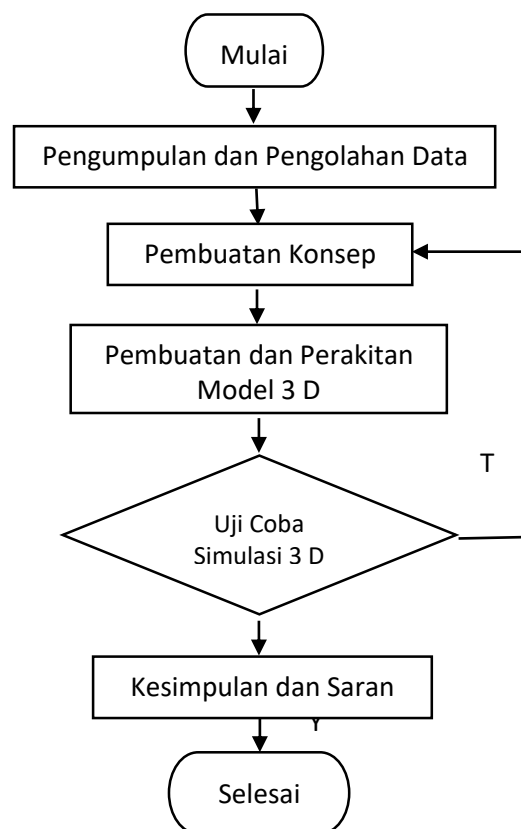 Mulai
Pengumpulan dan Pengolahan Data
Pembuatan Konsep
Pembuatan dan Perakitan
Model 3 D
T
Uji Coba
Simulasi 3 D
Kesimpulan dan Saran
Y
Selesai